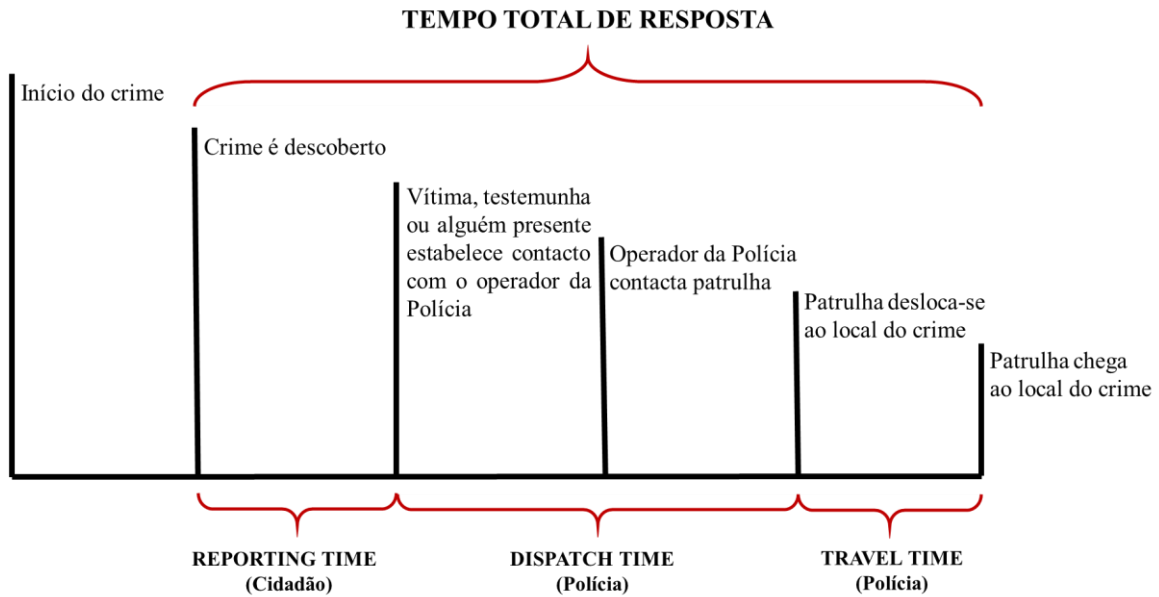 TEMPO TOTAL DE RESPOSTA
Início do crime
Crime é descoberto
Vítima, testemunha
ou alguém presente
estabelece contacto
com o operador da
Polícia
Operador da Polícia
contacta patrulha
Patrulha desloca-se
ao local do crime
Patrulha chega
ao local do crime
REPORTING TIME
(Cidadão)
DISPATCH TIME
(Polícia)
TRAVEL TIME
(Polícia)